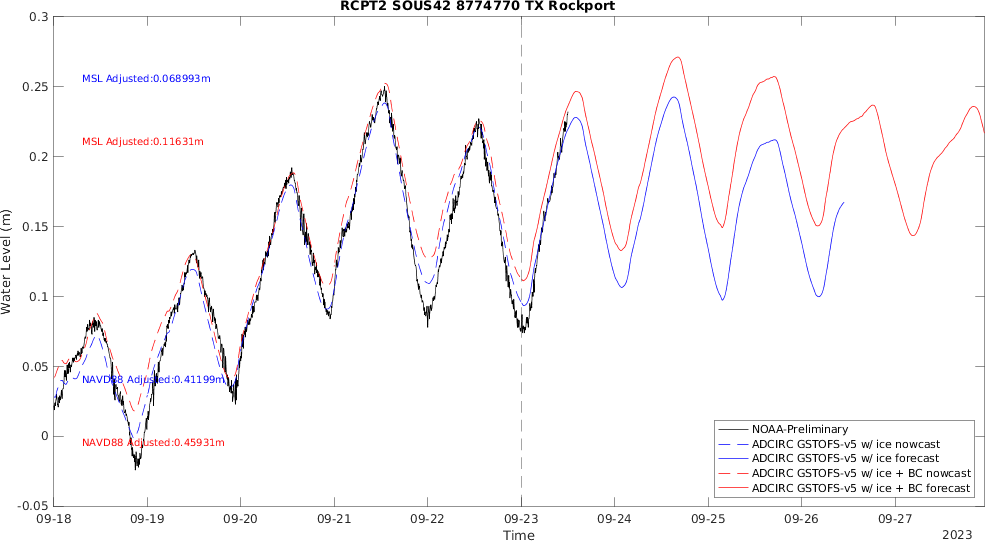 RCPT2 SOUS42 8774770 TX Rockport
0.3
0.25
0.2
0.15
0.1
0.05
0
-0.05
Water Level (m)
MSL Adjusted:0.068993m
MSL Adjusted:0.11631m
NAVD88 Adjusted:0.41199m
NAVD88 Adjusted:0.45931m
NOAA-Preliminary
ADCIRC GSTOFS-v5 w/ ice nowcast
ADCIRC GSTOFS-v5 w/ ice forecast
ADCIRC GSTOFS-v5 w/ ice + BC nowcast
ADCIRC GSTOFS-v5 w/ ice + BC forecast
09-18 09-19 09-20 09-21 09-22 09-23 09-24 09-25 09-26 09-27
Time
2023